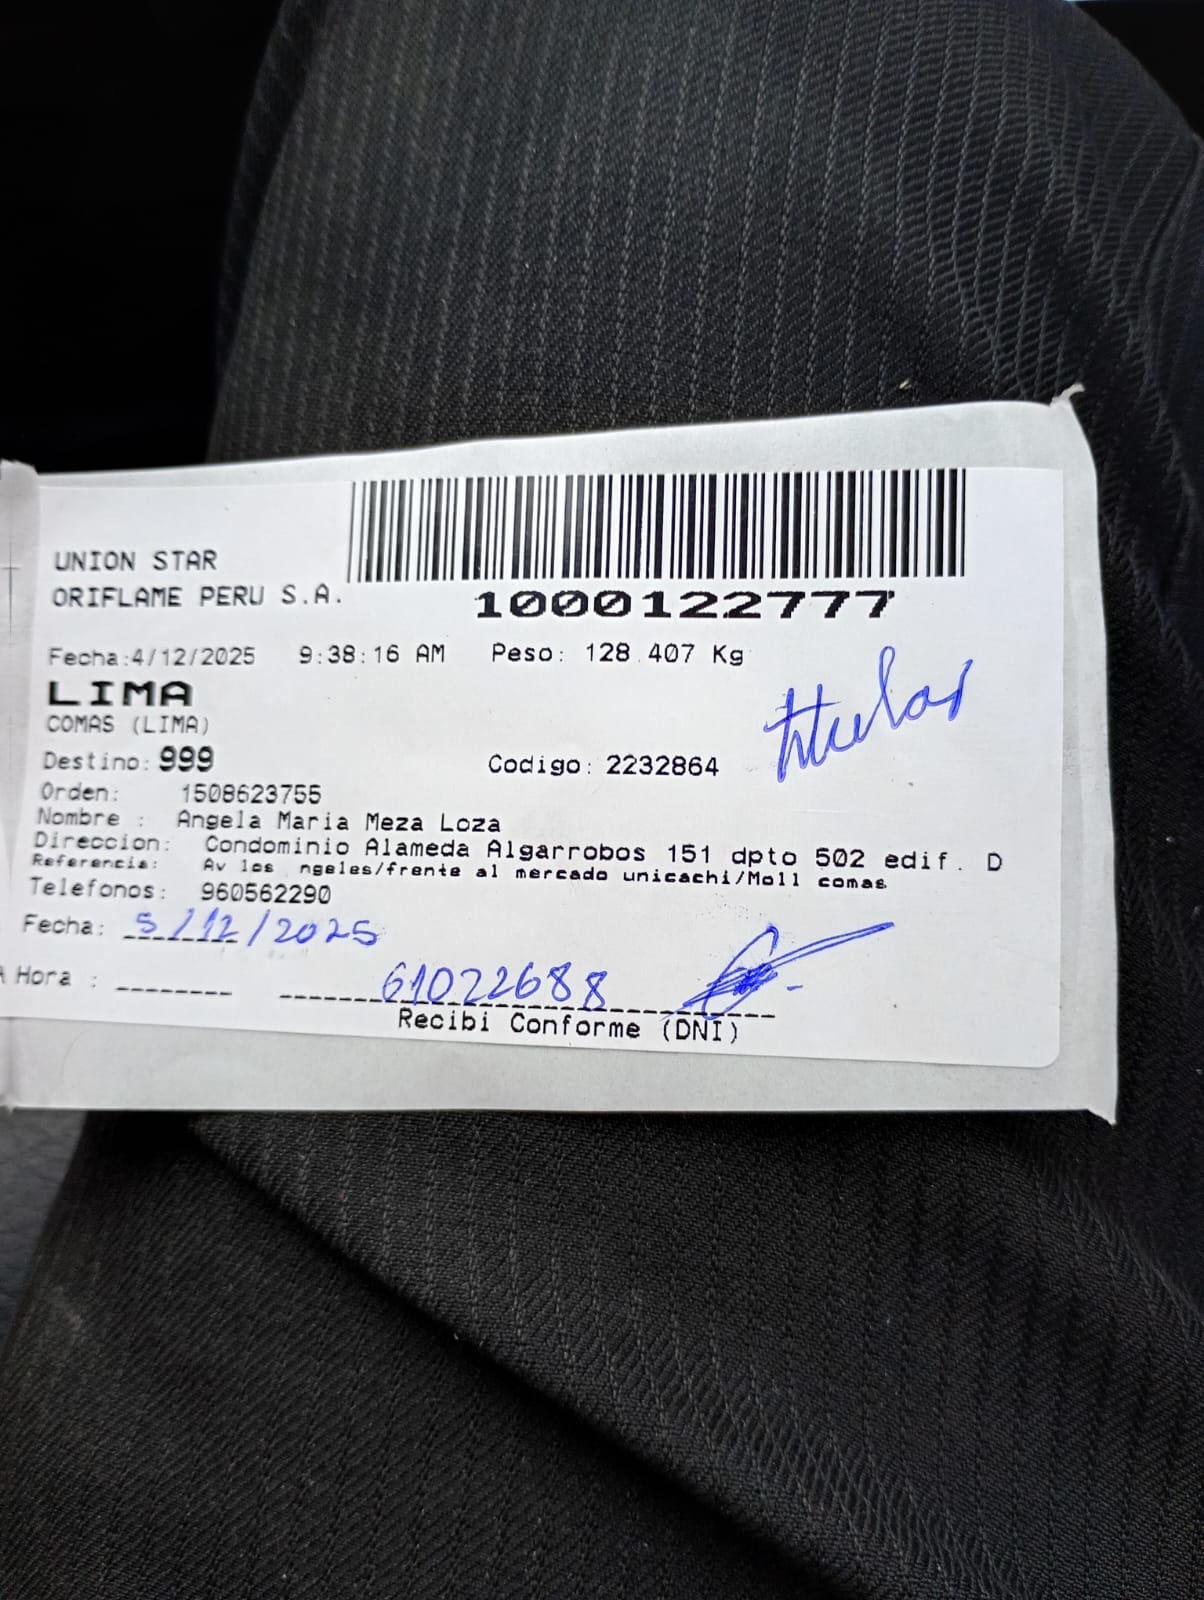 UNION STAR
ORIFLAME PERU S.A.
1000122777
Fecha:4/12/2025 9:38:16 AM Peso: 128.407 Kg
LIMA
COMAS (LIMA)
titular
Destino: 999 Codigo: 2232864
Orden: 1508623755
Nombre : Angela Maria Meza Loza
Direccion: Condominio Alameda Algarrobos 151 dpto 502 edif. D
Referencia: Av los ngeles/frente al mercado unicachi/Moll comas
Telefonos: 960562290
Fecha: 5/12/2025
Hora :
61022688
Recibi Conforme (DNI)